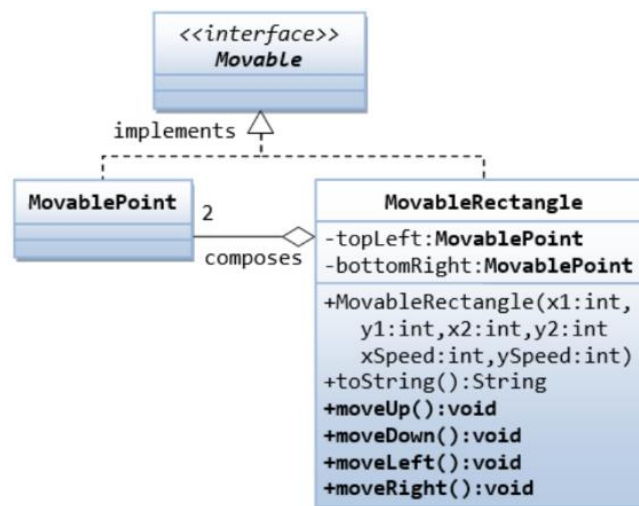 <<interface>>
Movable
implements
MovablePoint
2
composes
MovableRectangle
-topLeft:MovablePoint
-bottomRight:MovablePoint
+MovableRectangle(x1:int,
y1:int,x2:int,y2:int
xSpeed:int,ySpeed:int)
+toString():String
+moveUp():void
+moveDown():void
+moveLeft():void
+moveRight():void